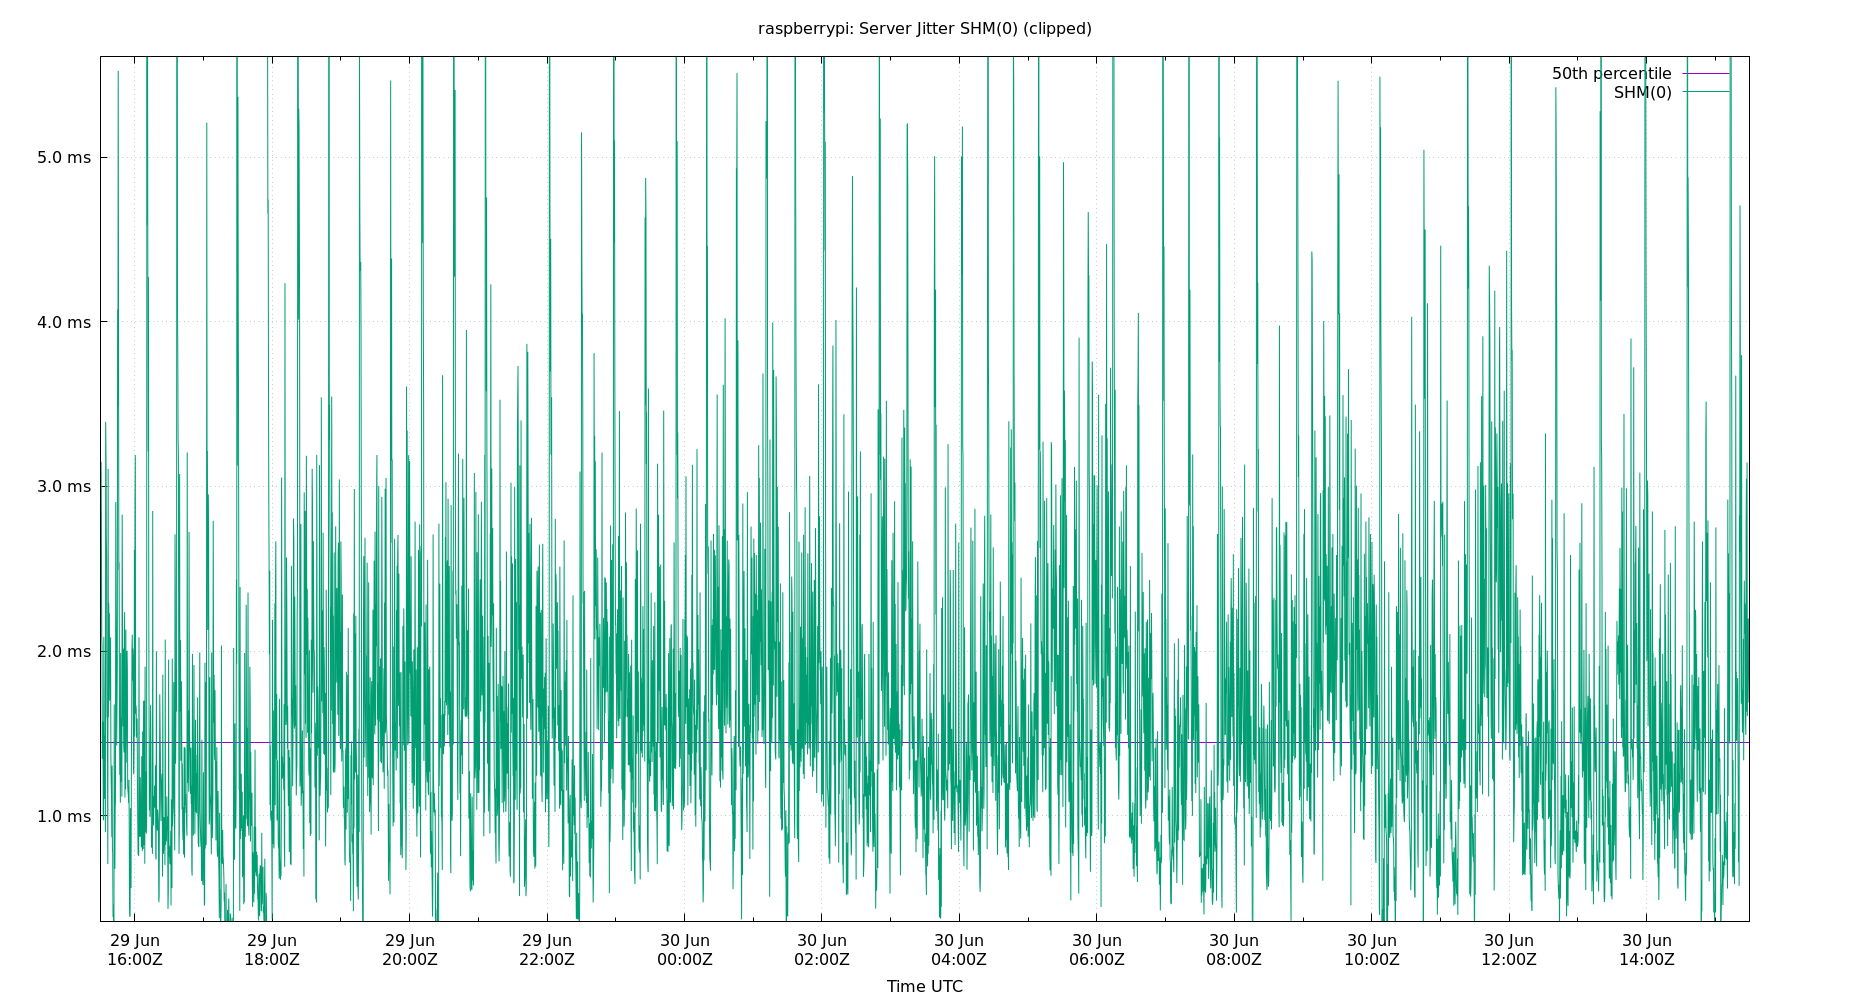 raspberrypi: Server Jitter SHM(0) (clipped)
50th percentile
SHM(0)
5.0 ms
4.0 ms
3.0 ms
2.0 ms
1.0 ms
29 Jun 29 Jun 29 Jun 29 Jun 30 Jun 30 Jun 30 Jun 30 Jun 30 Jun 30 Jun 30 Jun 30 Jun
16:00Z 18:00Z 20:00Z 22:00Z 00:00Z 02:00Z 04:00Z 06:00Z 08:00Z 10:00Z 12:00Z 14:00Z
Time UTC